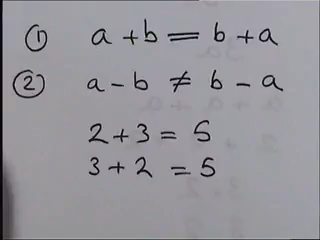 ① a + b = b + a
② a - b ≠ b - a
2 + 3 = 5
3 + 2 = 5